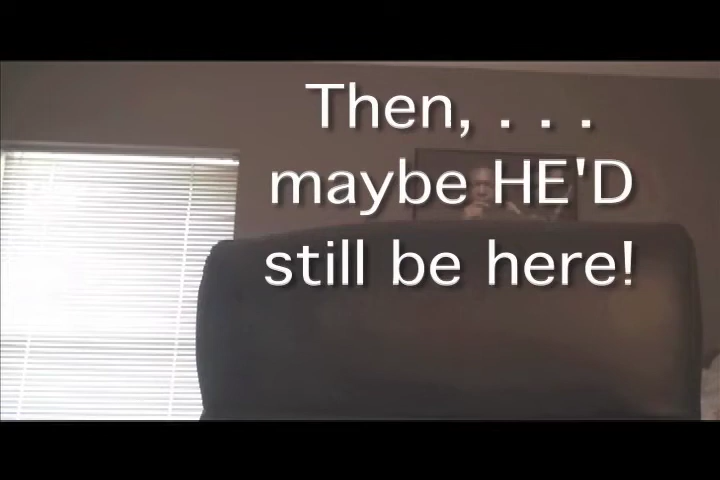 Then, . . .
maybe HE'D
still be here!